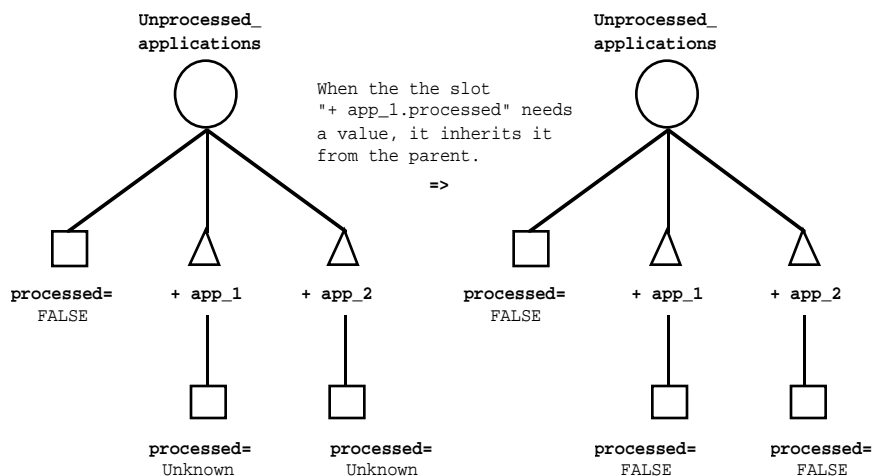 Unprocessed_
applications
Unprocessed_
applications
When the the slot
"+ app_1.processed" needs
a value, it inherits it
from the parent.
=>
processed=
FALSE
+ app_1
+ app_2
processed=
FALSE
+ app_1
+ app_2
processed=
Unknown
processed=
Unknown
processed=
FALSE
processed=
FALSE